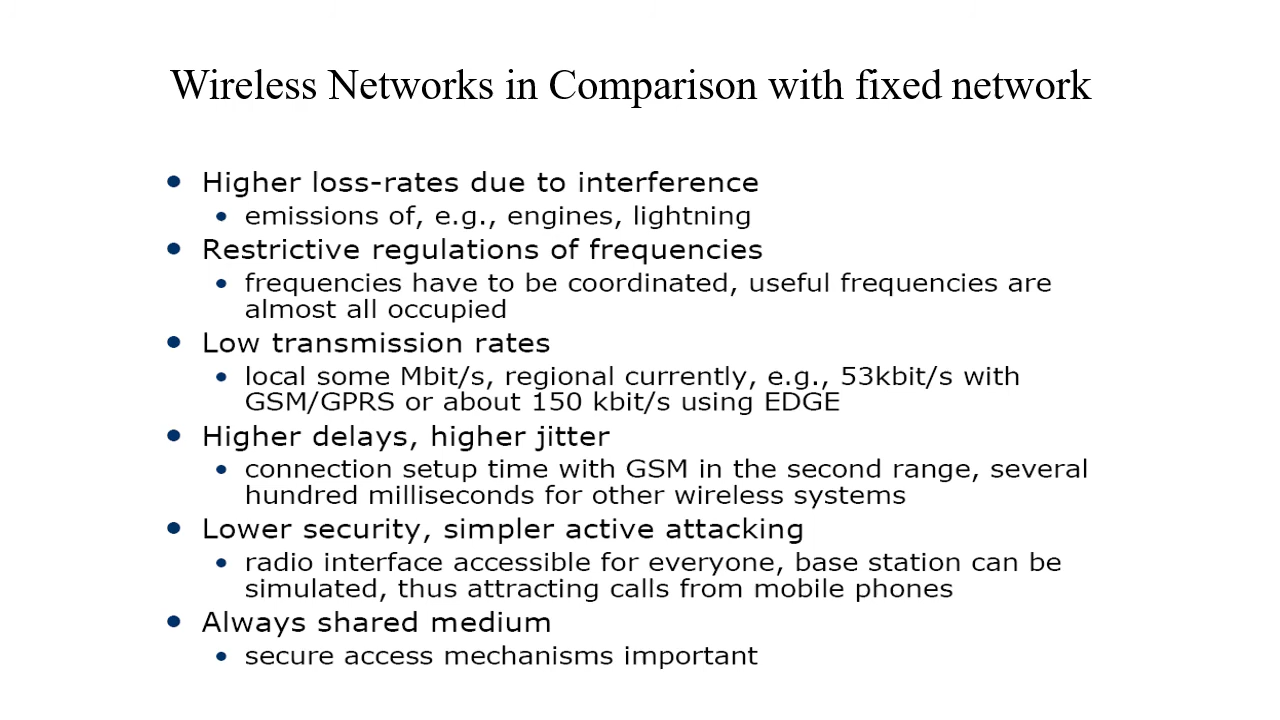 Wireless Networks in Comparison with fixed network
• Higher loss-rates due to interference
• emissions of, e.g., engines, lightning
• Restrictive regulations of frequencies
• frequencies have to be coordinated, useful frequencies are
almost all occupied
• Low transmission rates
• local some Mbit/s, regional currently, e.g., 53kbit/s with
GSM/GPRS or about 150 kbit/s using EDGE
• Higher delays, higher jitter
• connection setup time with GSM in the second range, several
hundred milliseconds for other wireless systems
• Lower security, simpler active attacking
• radio interface accessible for everyone, base station can be
simulated, thus attracting calls from mobile phones
• Always shared medium
• secure access mechanisms important